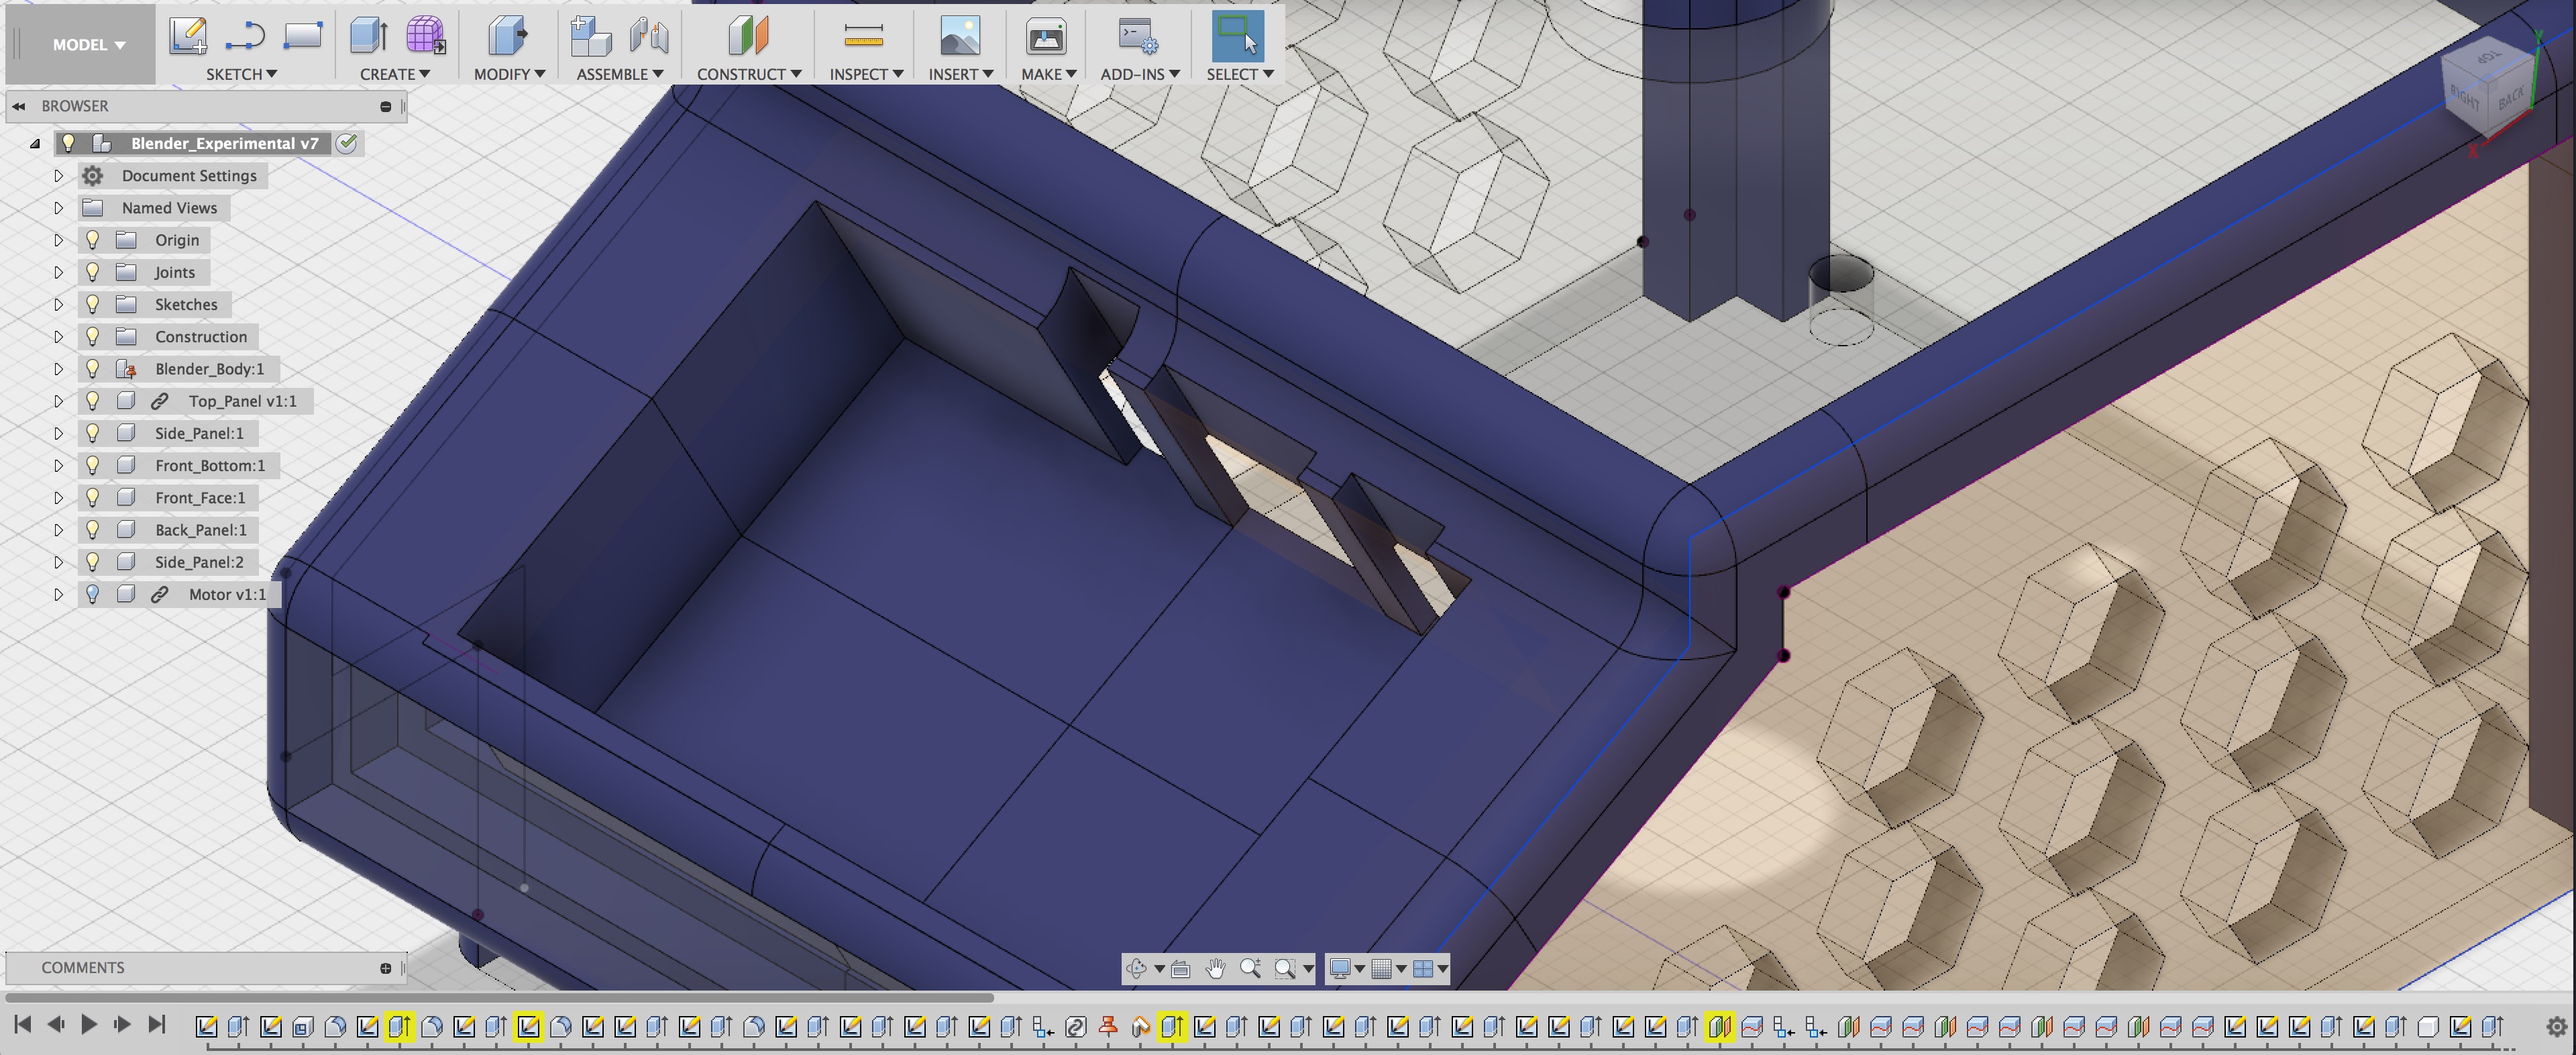 MODEL
SKETCH
CREATE
MODIFY
ASSEMBLE
CONSTRUCT
INSPECT
INSERT
MAKE
ADD-INS
SELECT
TOP
RIGHT
BACK
Y
X
BROWSER
Blender_Experimental v7
Document Settings
Named Views
Origin
Joints
Sketches
Construction
Blender_Body:1
Top_Panel v1:1
Side_Panel:1
Front_Bottom:1
Front_Face:1
Back_Panel:1
Side_Panel:2
Motor v1:1
COMMENTS